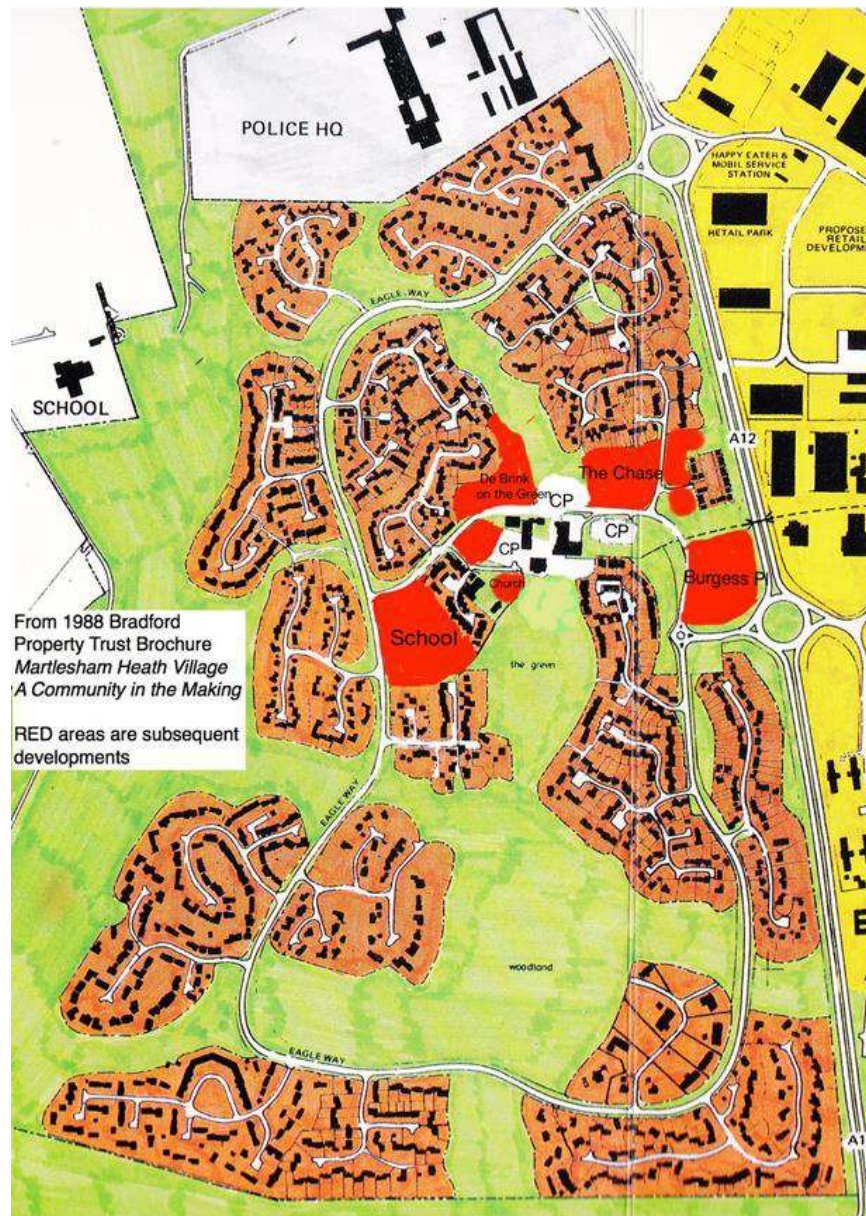 POLICE HQ
HAPPY EATER &
MOBIL SERVICE
STATION
RETAIL PARK
PROPOSE
RETAIL
DEVELOPM
EAGLE WAY
SCHOOL
A12
De Brink
on the Green
The Chase
CP
CP
CP
Church
Burgess Pl
School
the green
From 1988 Bradford
Property Trust Brochure
Martlesham Heath Village
A Community in the Making
RED areas are subsequent
developments
EAGLE WAY
woodland
EAGLE WAY
A1